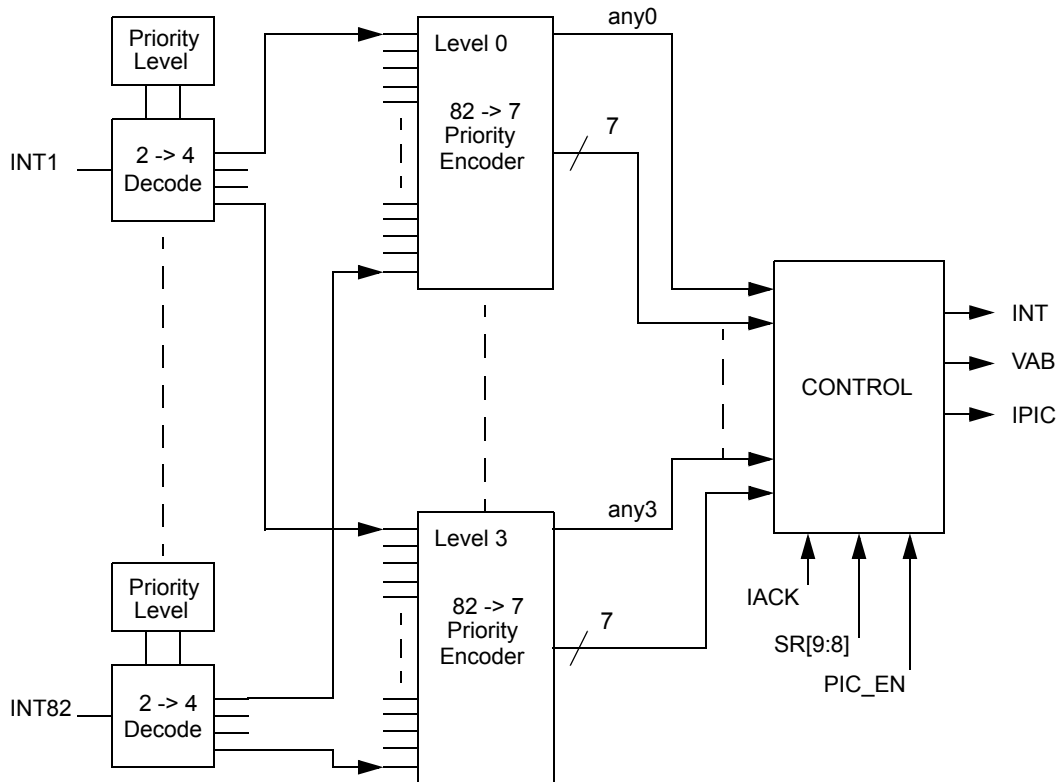 Priority
Level
INT1
2 -> 4
Decode
Level 0
82 -> 7
Priority
Encoder
any0
7
CONTROL
INT
VAB
IPIC
IACK
SR[9:8]
PIC_EN
Priority
Level
INT82
2 -> 4
Decode
Level 3
82 -> 7
Priority
Encoder
any3
7